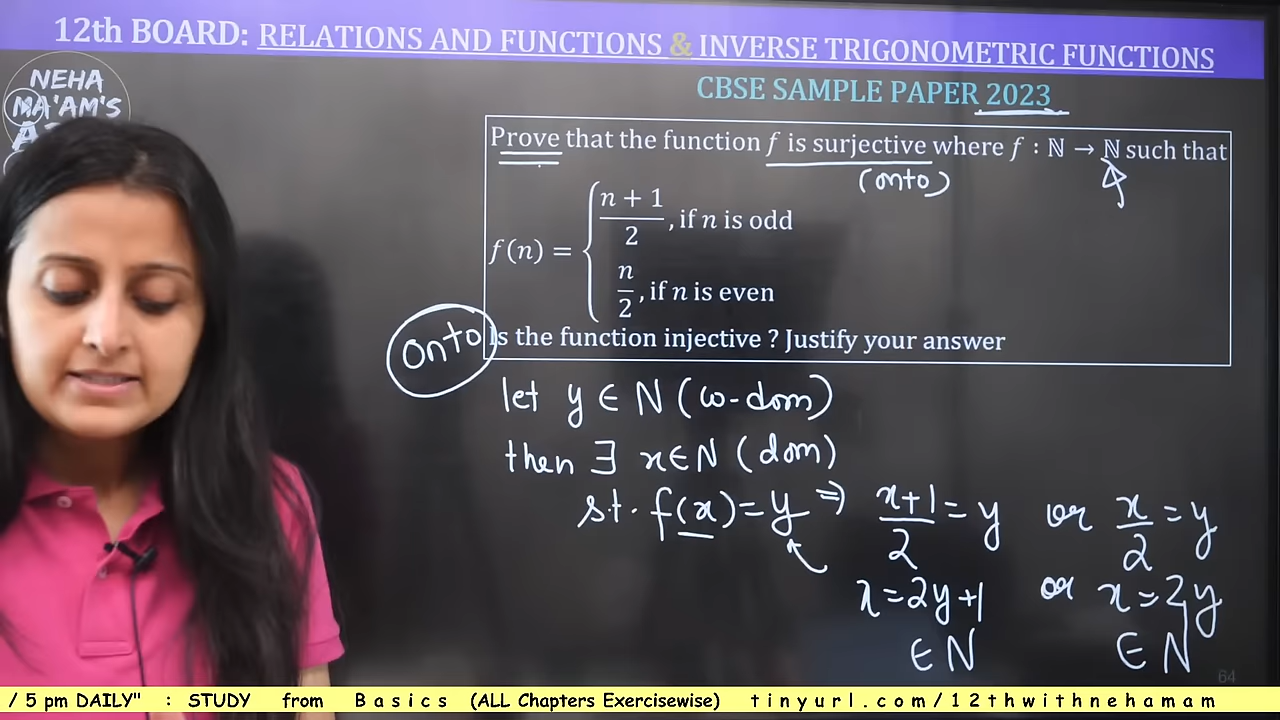 12th BOARD: RELATIONS AND FUNCTIONS & INVERSE TRIGONOMETRIC FUNCTIONS
NEHA
MA'AM'S
CBSE SAMPLE PAPER 2023
Prove that the function f is surjective where f : ℕ → ℕ such that
(onto)
f(n) = { n + 1 / 2 , if n is odd
n / 2 , if n is even
onto
Is the function injective ? Justify your answer
let y ∈ N (co-dom)
then ∃ x∈N (dom)
s.t. f(x) = y ⇒ x+1 / 2 = y or x / 2 = y
x = 2y+1 or x = 2y
∈ N ∈ N
64
/ 5 pm DAILY" : STUDY from Basics (ALL Chapters Exercisewise) tinyurl.com/12thwithnehamam